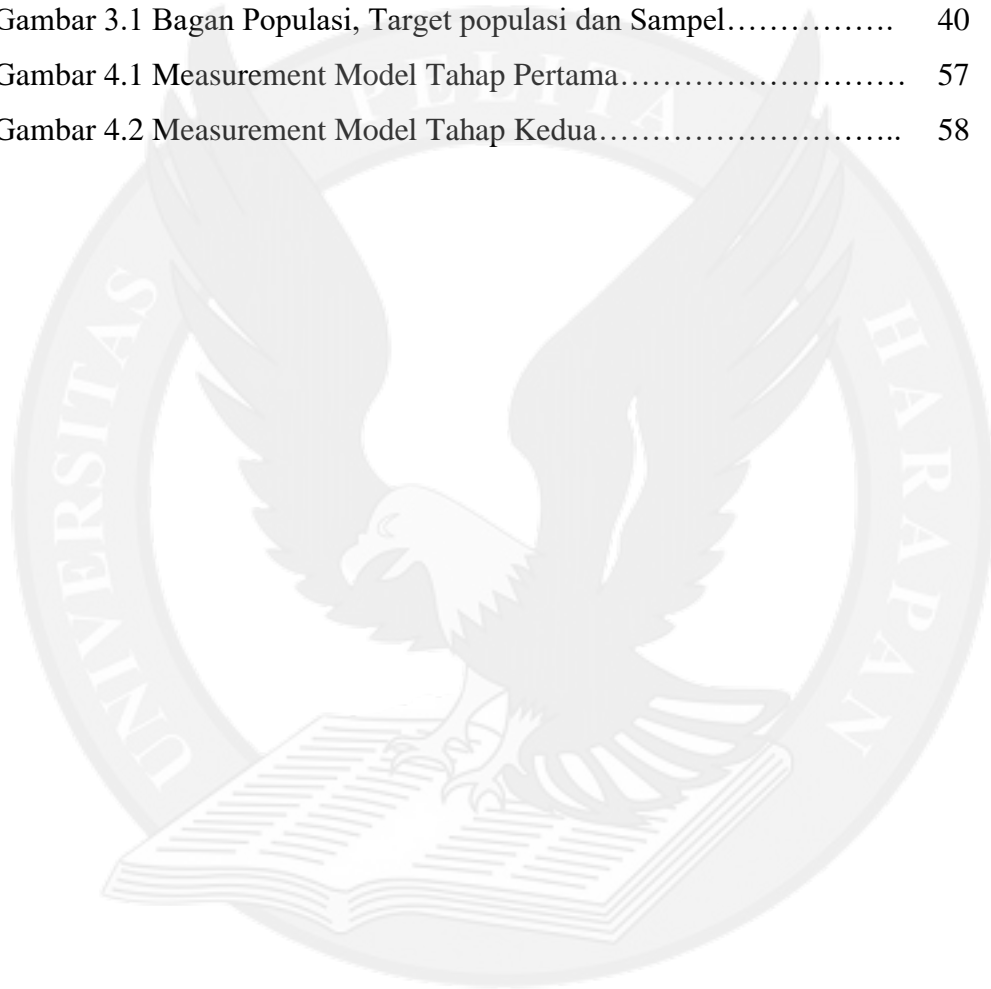 Gambar 3.1 Bagan Populasi, Target populasi dan Sampel……………. 40
Gambar 4.1 Measurement Model Tahap Pertama……………………… 57
Gambar 4.2 Measurement Model Tahap Kedua……………………….. 58
UNIVERSITAS PELITA HARAPAN